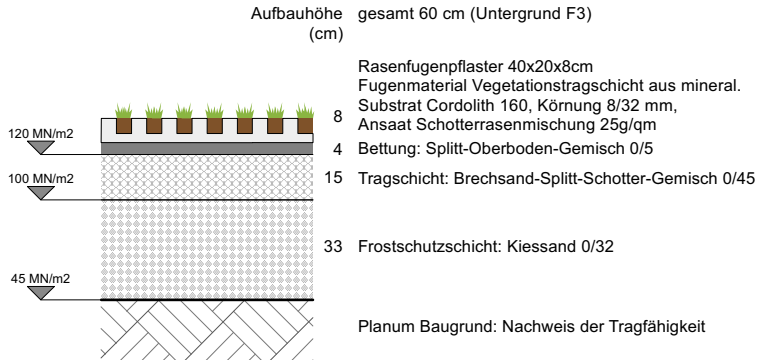 Aufbauhöhe gesamt 60 cm (Untergrund F3)
(cm)
Rasenfugenpflaster 40x20x8cm
Fugenmaterial Vegetationstragschicht aus mineral.
Substrat Cordolith 160, Körnung 8/32 mm,
8
Ansaat Schotterrasenmischung 25g/qm
120 MN/m2
4 Bettung: Splitt-Oberboden-Gemisch 0/5
100 MN/m2
15 Tragschicht: Brechsand-Splitt-Schotter-Gemisch 0/45
33 Frostschutzschicht: Kiessand 0/32
45 MN/m2
Planum Baugrund: Nachweis der Tragfähigkeit